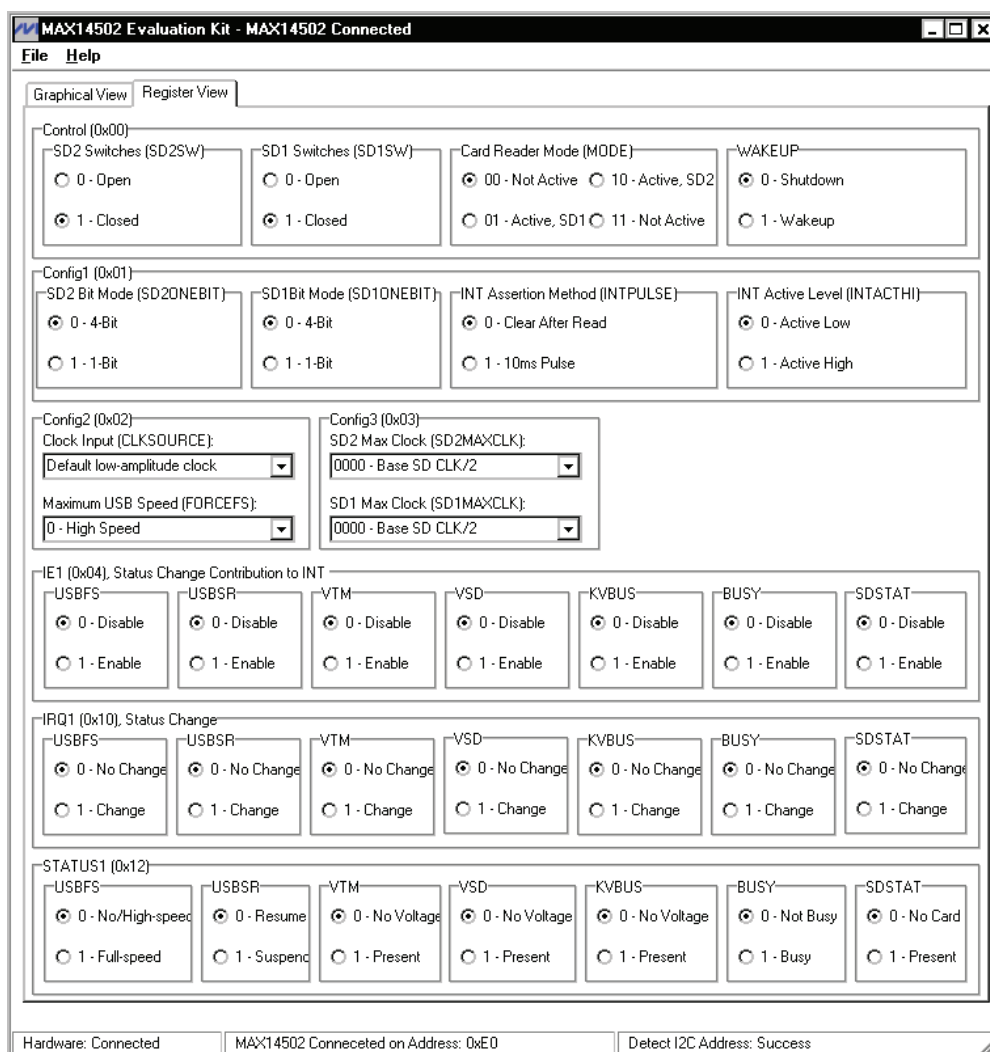 MAX14502 Evaluation Kit - MAX14502 Connected
File Help
Graphical View Register View
Control (0x00)
SD2 Switches (SD2SW) SD1 Switches (SD1SW) Card Reader Mode (MODE) WAKEUP
0 - Open 0 - Open 00 - Not Active 10 - Active, SD2 0 - Shutdown
1 - Closed 1 - Closed 01 - Active, SD1 11 - Not Active 1 - Wakeup
Config1 (0x01)
SD2 Bit Mode (SD2ONEBIT) SD1Bit Mode (SD1ONEBIT) INT Assertion Method (INTPULSE) INT Active Level (INTACTHI)
0 - 4-Bit 0 - 4-Bit 0 - Clear After Read 0 - Active Low
1 - 1-Bit 1 - 1-Bit 1 - 10ms Pulse 1 - Active High
Config2 (0x02) Config3 (0x03)
Clock Input (CLKSOURCE): SD2 Max Clock (SD2MAXCLK):
Default low-amplitude clock 0000 - Base SD CLK/2
Maximum USB Speed (FORCEFS): SD1 Max Clock (SD1MAXCLK):
0 - High Speed 0000 - Base SD CLK/2
IE1 (0x04), Status Change Contribution to INT
USBFS USBSR VTM VSD KVBUS BUSY SDSTAT
0 - Disable 0 - Disable 0 - Disable 0 - Disable 0 - Disable 0 - Disable 0 - Disable
1 - Enable 1 - Enable 1 - Enable 1 - Enable 1 - Enable 1 - Enable 1 - Enable
IRQ1 (0x10), Status Change
USBFS USBSR VTM VSD KVBUS BUSY SDSTAT
0 - No Change 0 - No Change 0 - No Change 0 - No Change 0 - No Change 0 - No Change 0 - No Change
1 - Change 1 - Change 1 - Change 1 - Change 1 - Change 1 - Change 1 - Change
STATUS1 (0x12)
USBFS USBSR VTM VSD KVBUS BUSY SDSTAT
0 - No/High-speed 0 - Resume 0 - No Voltage 0 - No Voltage 0 - No Voltage 0 - Not Busy 0 - No Card
1 - Full-speed 1 - Suspend 1 - Present 1 - Present 1 - Present 1 - Busy 1 - Present
Hardware: Connected MAX14502 Conneceted on Address: 0xE0 Detect I2C Address: Success